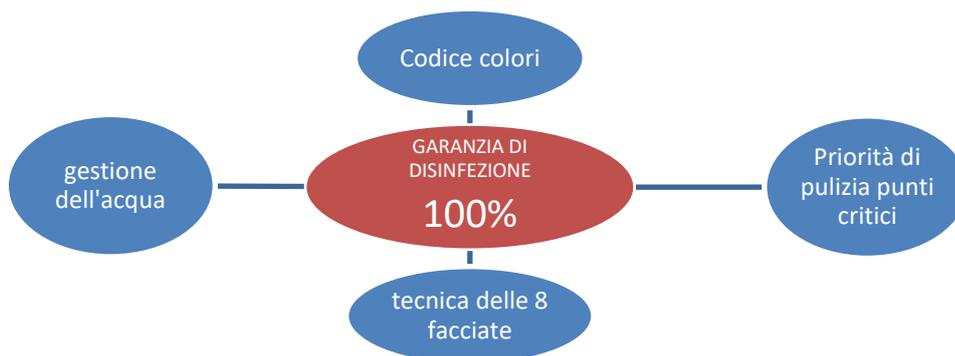 Codice colori
gestione
dell'acqua
GARANZIA DI
DISINFEZIONE
100%
Priorità di
pulizia punti
critici
tecnica delle 8
facciate